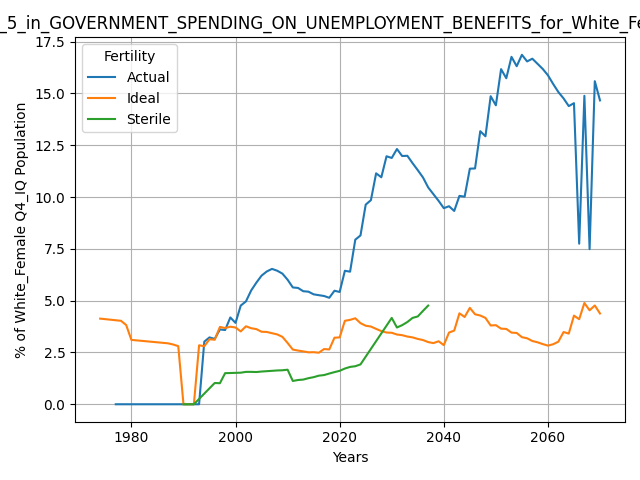 _5_in_GOVERNMENT_SPENDING_ON_UNEMPLOYMENT_BENEFITS_for_White_Fe
17.5
15.0
12.5
10.0
7.5
5.0
2.5
0.0
% of White_Female Q4_IQ Population
Fertility
Actual
Ideal
Sterile
1980 2000 2020 2040 2060
Years